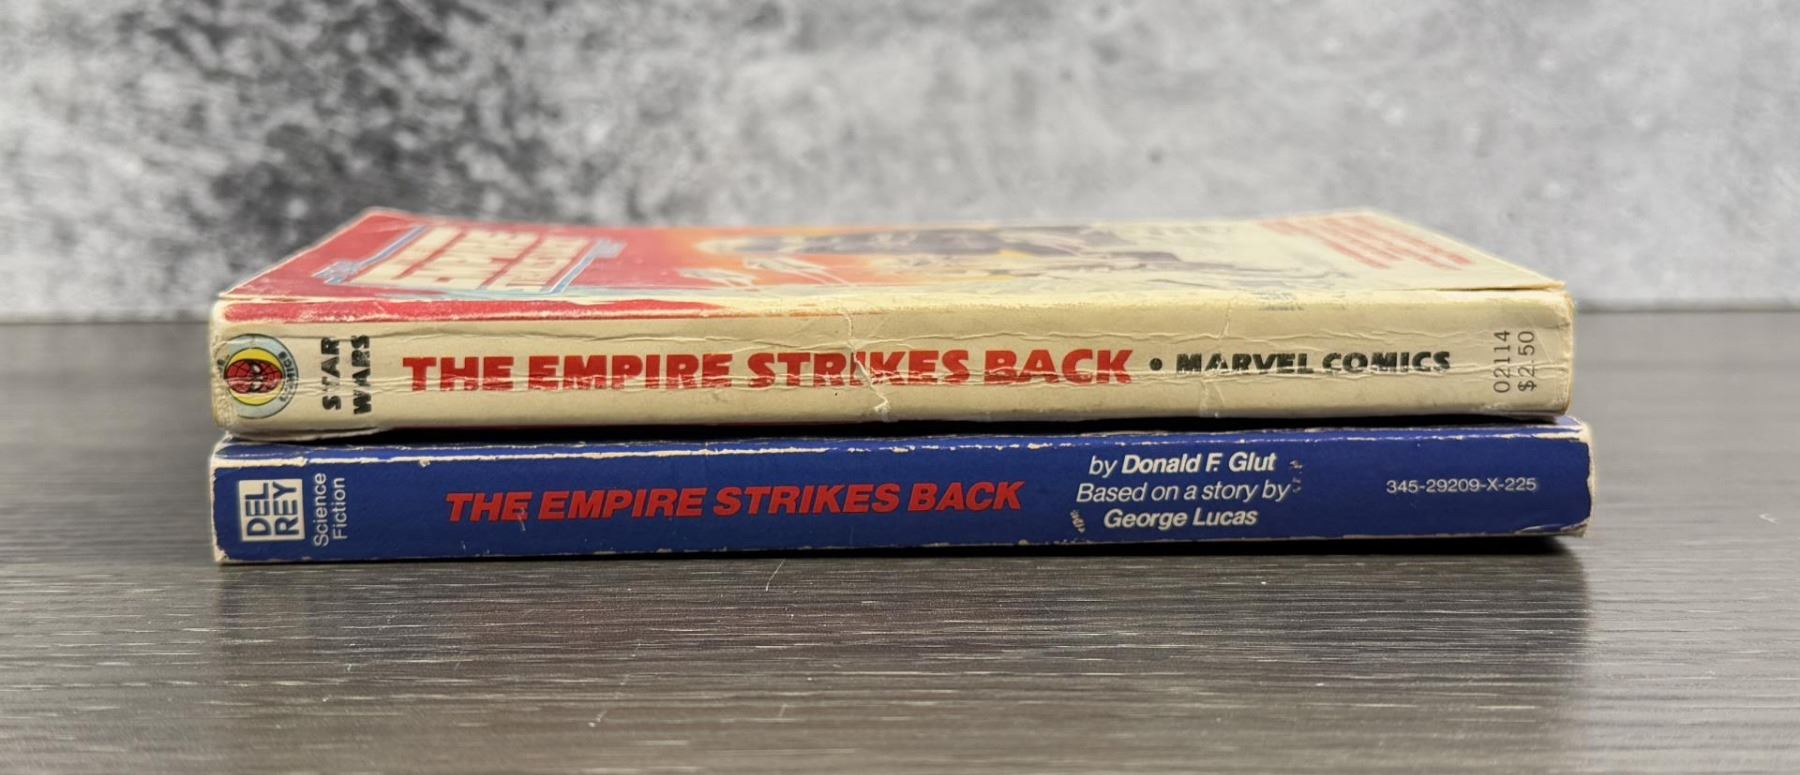 STAR
WARS
THE EMPIRE STRIKES BACK • MARVEL COMICS
02114
$2.50
DEL
REY
Science
Fiction
THE EMPIRE STRIKES BACK
by Donald F. Glut
Based on a story by
George Lucas
345-29209-X-225